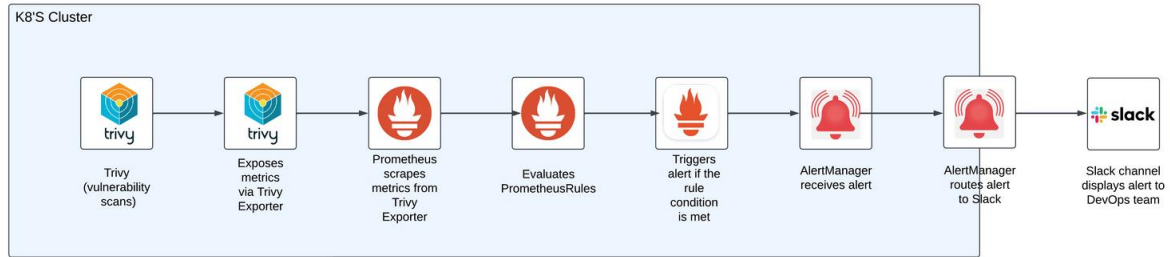 K8'S Cluster
trivy
Trivy
(vulnerability
scans)
trivy
Exposes
metrics
via Trivy
Exporter
Prometheus
scrapes
metrics from
Trivy
Exporter
Evaluates
PrometheusRules
Triggers
alert if the
rule
condition
is met
AlertManager
receives alert
AlertManager
routes alert
to Slack
slack
Slack channel
displays alert to
DevOps team